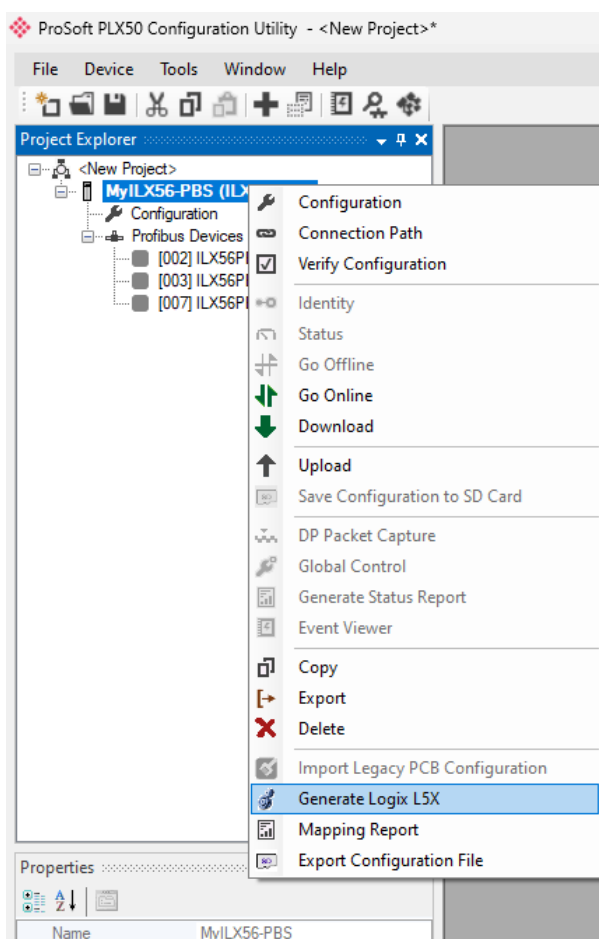 ProSoft PLX50 Configuration Utility - <New Project>*
File Device Tools Window Help
Project Explorer
<New Project>
MyILX56-PBS (ILX
Configuration
Profibus Devices
[002] ILX56P
[003] ILX56P
[007] ILX56P
Configuration
Connection Path
Verify Configuration
Identity
Status
Go Offline
Go Online
Download
Upload
Save Configuration to SD Card
DP Packet Capture
Global Control
Generate Status Report
Event Viewer
Copy
Export
Delete
Import Legacy PCB Configuration
Generate Logix L5X
Mapping Report
Export Configuration File
Properties
Name MyILX56-PBS